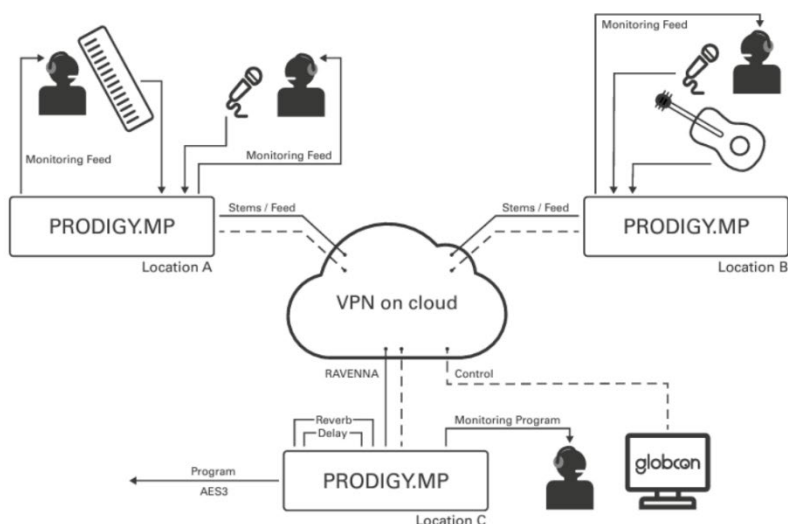 Monitoring Feed
Monitoring Feed
Monitoring Feed
PRODIGY.MP
Location A
Stems / Feed
Stems / Feed
PRODIGY.MP
Location B
VPN on cloud
RAVENNA
Control
Reverb
Delay
Monitoring Program
Program
AES3
PRODIGY.MP
Location C
globcon